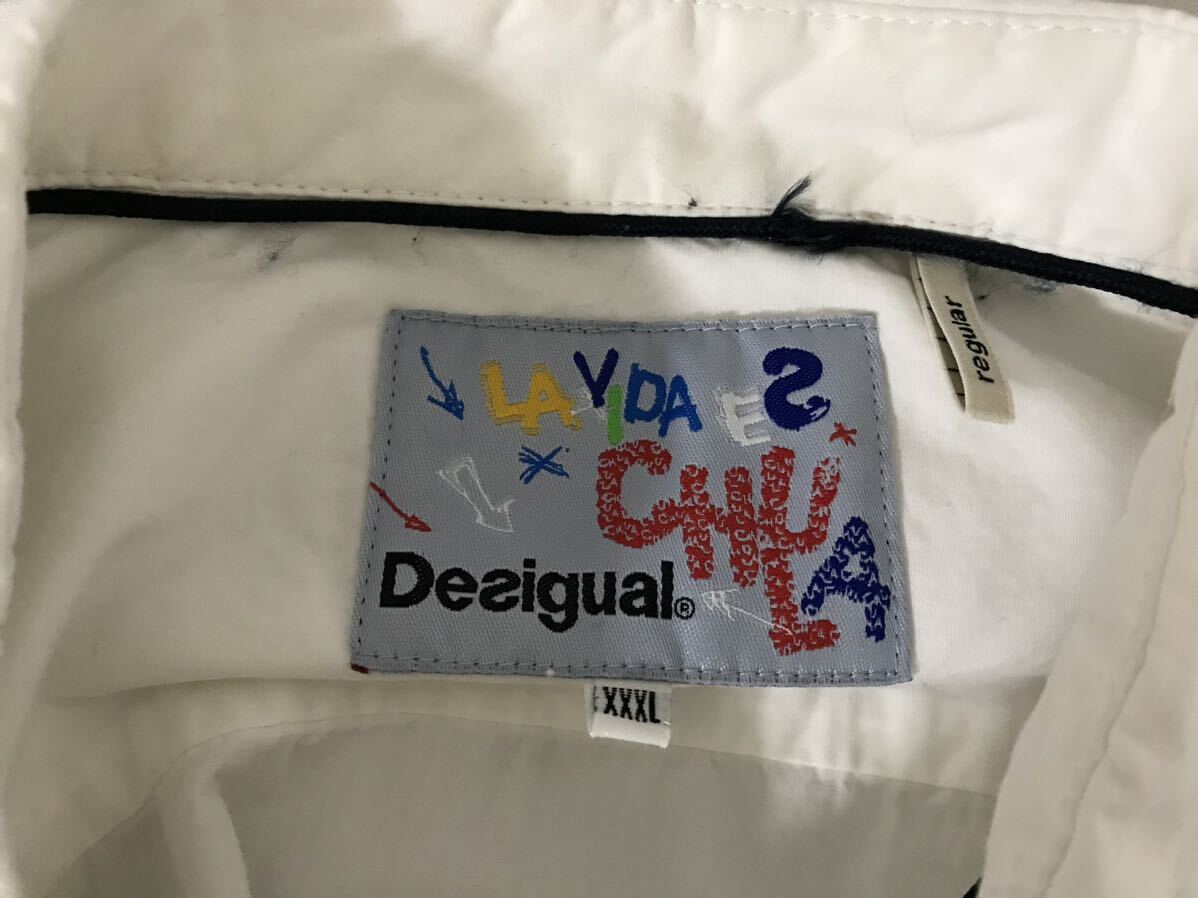 regular
LA VIDA ES
CHULA
Desigual®
XXXL